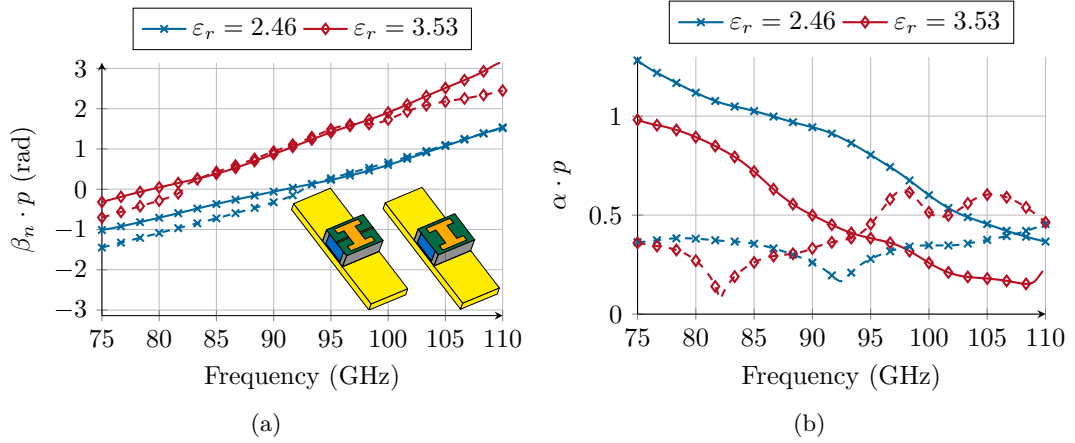 εr = 2.46 εr = 3.53
βn · p (rad)
3
2
1
0
−1
−2
−3
75 80 85 90 95 100 105 110
Frequency (GHz)
(a)
εr = 2.46 εr = 3.53
α · p
1
0.5
0
75 80 85 90 95 100 105 110
Frequency (GHz)
(b)